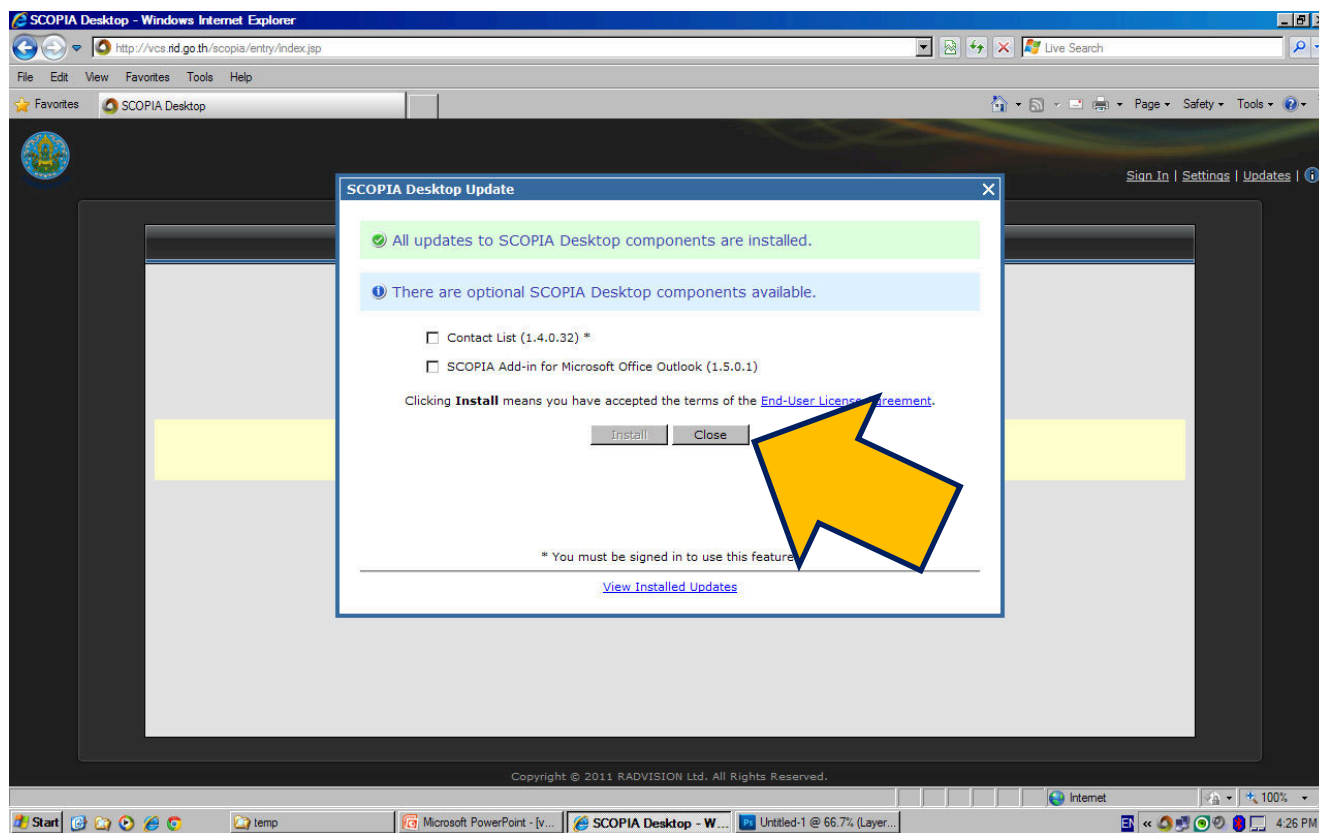 SCOPIA Desktop - Windows Internet Explorer
http://vcs.rid.go.th/scopia/entry/index.jsp
Live Search
File Edit View Favorites Tools Help
Favorites
SCOPIA Desktop
Page
Safety
Tools
Sign In | Settings | Updates |
SCOPIA Desktop Update
All updates to SCOPIA Desktop components are installed.
There are optional SCOPIA Desktop components available.
Contact List (1.4.0.32) *
SCOPIA Add-in for Microsoft Office Outlook (1.5.0.1)
Clicking Install means you have accepted the terms of the End-User License Agreement.
Install
Close
* You must be signed in to use this feature
View Installed Updates
Copyright © 2011 RADVISION Ltd. All Rights Reserved.
Internet
100%
Start
temp
Microsoft PowerPoint - [v...
SCOPIA Desktop - W...
Ps
Untitled-1 @ 66.7% (Layer...
EN
«
4:26 PM